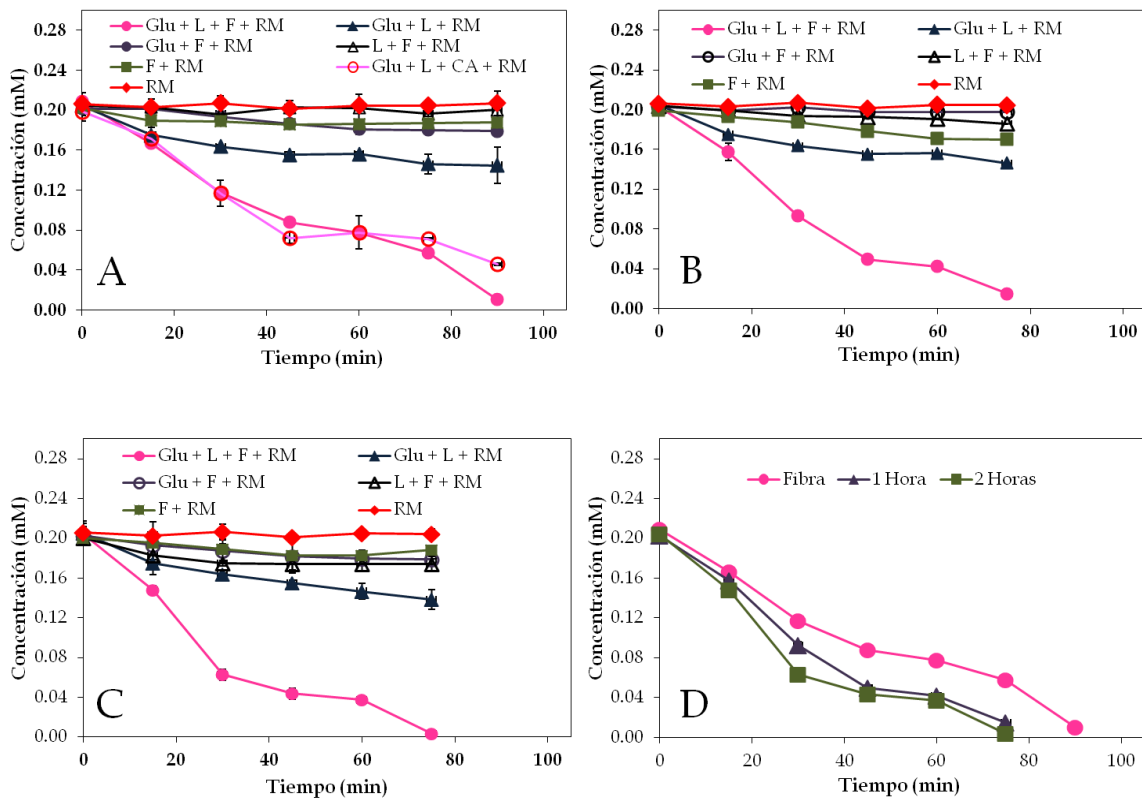 Glu + L + F + RM
Glu + L + RM
Glu + F + RM
L + F + RM
F + RM
Glu + L + CA + RM
RM
Concentración (mM)
0.28
0.24
0.20
0.16
0.12
0.08
0.04
0.00
A
0
20
40
60
80
100
Tiempo (min)
Glu + L + F + RM
Glu + L + RM
Glu + F + RM
L + F + RM
F + RM
RM
Concentración (mM)
0.28
0.24
0.20
0.16
0.12
0.08
0.04
0.00
B
0
20
40
60
80
100
Tiempo (min)
Glu + L + F + RM
Glu + L + RM
Glu + F + RM
L + F + RM
F + RM
RM
Concentración (mM)
0.28
0.24
0.20
0.16
0.12
0.08
0.04
0.00
C
0
20
40
60
80
100
Tiempo (min)
Fibra
1 Hora
2 Horas
Concentración (mM)
0.28
0.24
0.20
0.16
0.12
0.08
0.04
0.00
D
0
20
40
60
80
100
Tiempo (min)